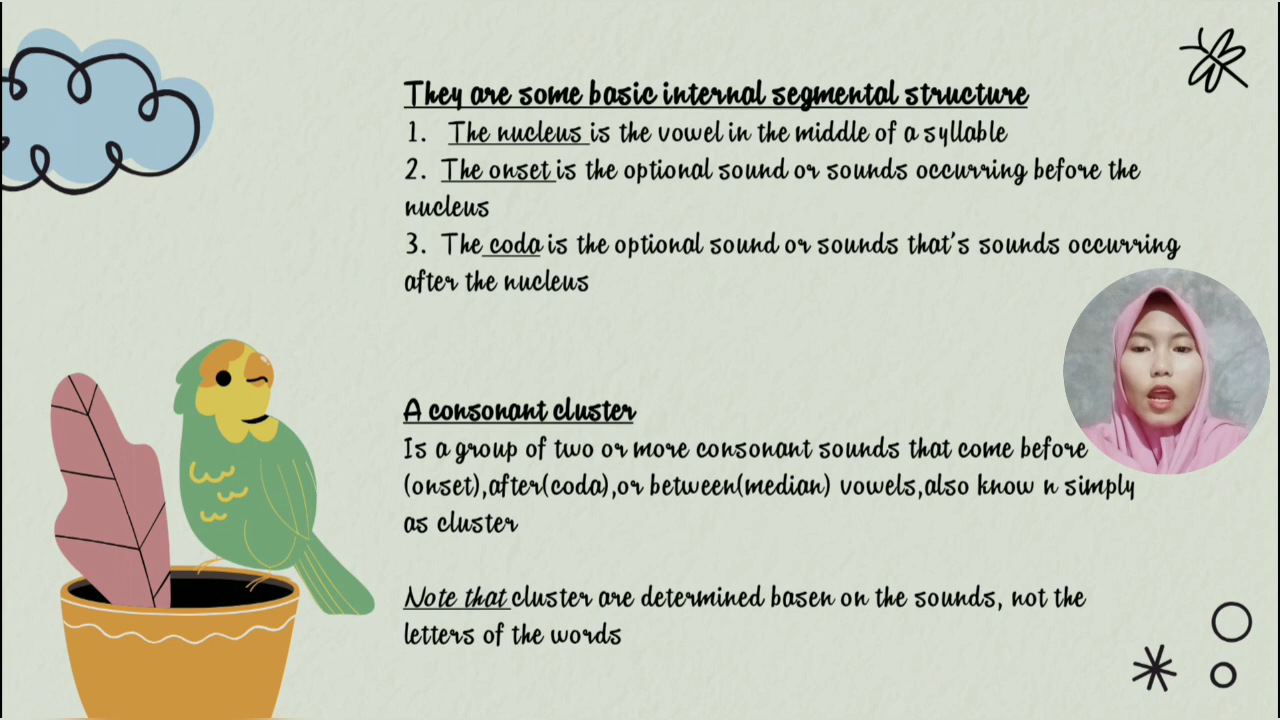 They are some basic internal segmental structure
1. The nucleus is the vowel in the middle of a syllable
2. The onset is the optional sound or sounds occurring before the
nucleus
3. The coda is the optional sound or sounds that's sounds occurring
after the nucleus
A consonant cluster
Is a group of two or more consonant sounds that come before
(onset),after(coda),or between(median) vowels,also know n simply
as cluster
Note that cluster are determined basen on the sounds, not the
letters of the words